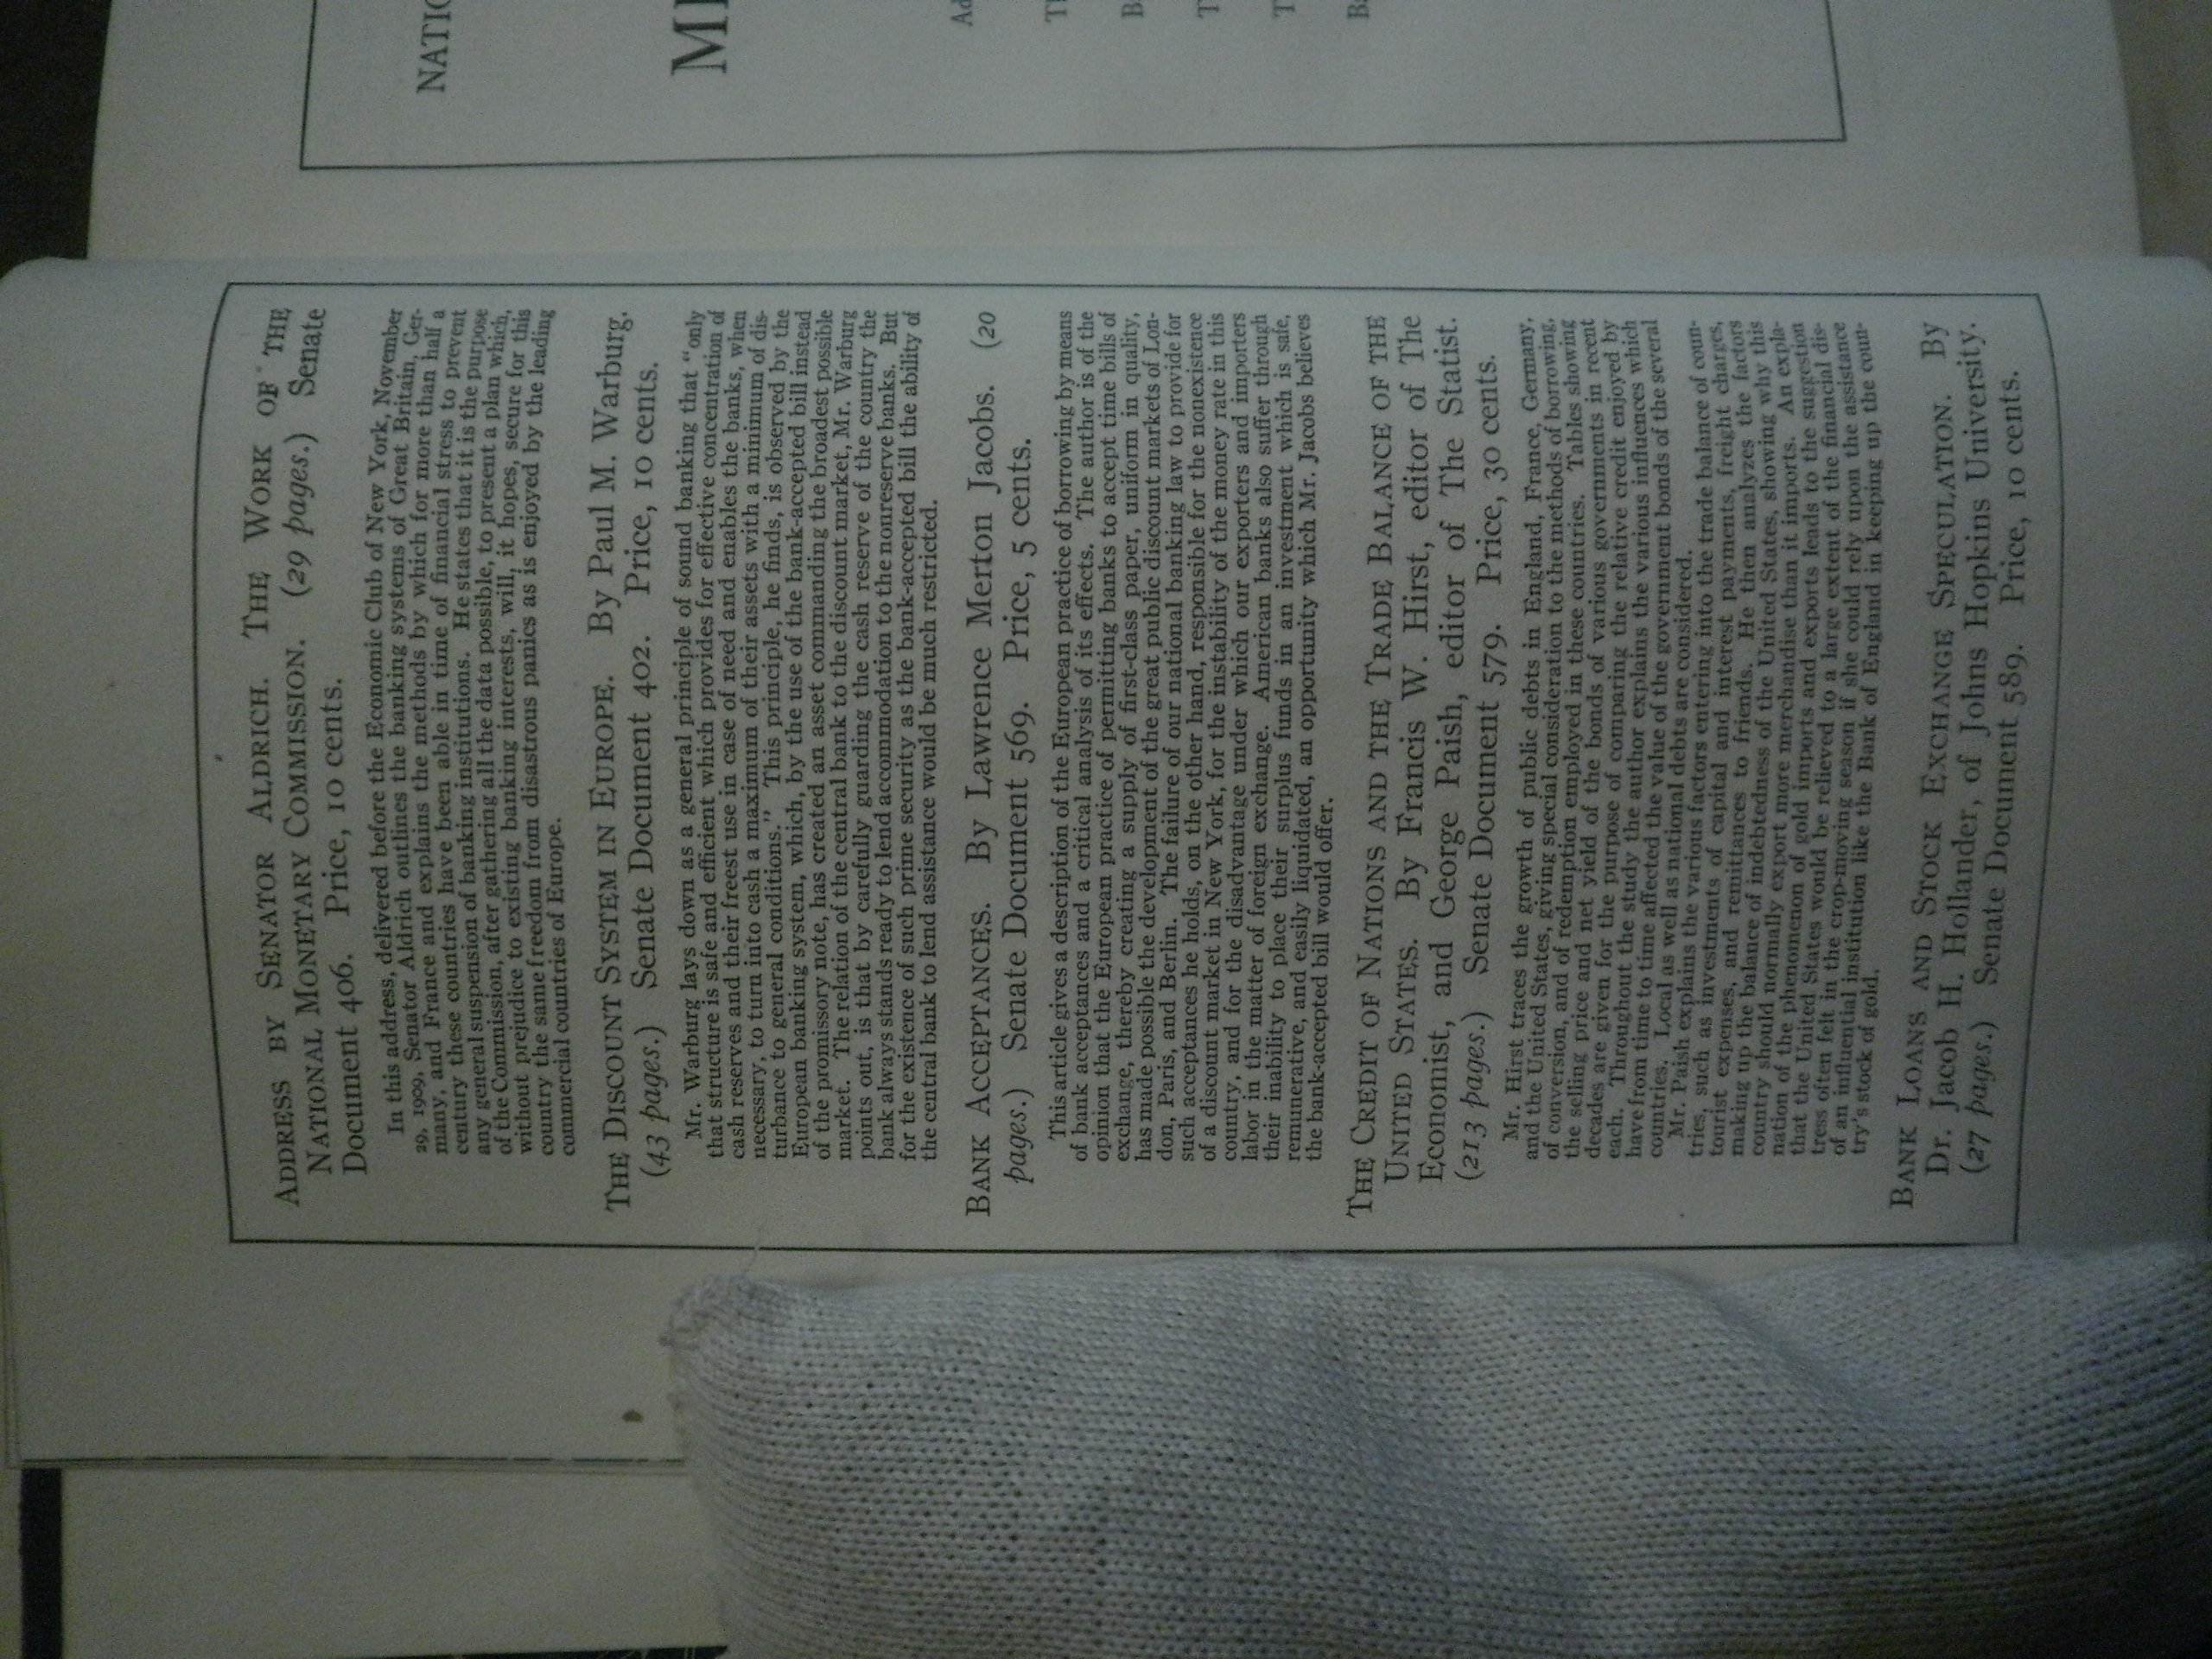 ADDRESS BY SENATOR ALDRICH. THE WORK OF THE
NATIONAL MONETARY COMMISSION. (29 pages.) Senate
Document 406. Price, 10 cents.
In this address, delivered before the Economic Club of New York, November
29, 1909, Senator Aldrich outlines the banking systems of Great Britain, Ger-
many, and France and explains the methods by which for more than half a
century these countries have been able in time of financial stress to prevent
any general suspension of banking institutions. He states that it is the purpose
of the Commission, after gathering all the data possible, to present a plan which,
without prejudice to existing banking interests, will, it hopes, secure for this
country the same freedom from disastrous panics as is enjoyed by the leading
commercial countries of Europe.
THE DISCOUNT SYSTEM IN EUROPE. By Paul M. Warburg.
(43 pages.) Senate Document 402. Price, 10 cents.
Mr. Warburg lays down as a general principle of sound banking that "only
that structure is safe and efficient which provides for effective concentration of
cash reserves and their freest use in case of need and enables the banks, when
necessary, to turn into cash a maximum of their assets with a minimum of dis-
turbance to general conditions." This principle, he finds, is observed by the
European banking system, which, by the use of the bank-accepted bill instead
of the promissory note, has created an asset commanding the broadest possible
market. The relation of the central bank to the discount market, Mr. Warburg
points out, is that by carefully guarding the cash reserve of the country the
bank always stands ready to lend accommodation to the nonreserve banks. But
for the existence of such prime security as the bank-accepted bill the ability of
the central bank to lend assistance would be much restricted.
BANK ACCEPTANCES. By Lawrence Merton Jacobs. (20
pages.) Senate Document 569. Price, 5 cents.
This article gives a description of the European practice of borrowing by means
of bank acceptances and a critical analysis of its effects. The author is of the
opinion that the European practice of permitting banks to accept time bills of
exchange, thereby creating a supply of first-class paper, uniform in quality,
has made possible the development of the great public discount markets of Lon-
don, Paris, and Berlin. The failure of our national banking law to provide for
such acceptances he holds, on the other hand, responsible for the nonexistence
of a discount market in New York, for the instability of the money rate in this
country, and for the disadvantage under which our exporters and importers
labor in the matter of foreign exchange. American banks also suffer through
their inability to place their surplus funds in an investment which is safe,
remunerative, and easily liquidated, an opportunity which Mr. Jacobs believes
the bank-accepted bill would offer.
THE CREDIT OF NATIONS AND THE TRADE BALANCE OF THE
UNITED STATES. By Francis W. Hirst, editor of The
Economist, and George Paish, editor of The Statist.
(213 pages.) Senate Document 579. Price, 30 cents.
Mr. Hirst traces the growth of public debts in England, France, Germany,
and the United States, giving special consideration to the methods of borrowing,
of conversion, and of redemption employed in these countries. Tables showing
the selling price and net yield of the bonds of various governments in recent
decades are given for the purpose of comparing the relative credit enjoyed by
each. Throughout the study the author explains the various influences which
have from time to time affected the value of the government bonds of the several
countries. Local as well as national debts are considered.
Mr. Paish explains the various factors entering into the trade balance of coun-
tries, such as investments of capital and interest payments, freight charges,
tourist expenses, and remittances to friends. He then analyzes the factors
making up the balance of indebtedness of the United States, showing why this
country should normally export more merchandise than it imports. An expla-
nation of the phenomenon of gold imports and exports leads to the suggestion
that the United States would be relieved to a large extent of the financial dis-
tress often felt in the crop-moving season if she could rely upon the assistance
of an influential institution like the Bank of England in keeping up the coun-
try's stock of gold.
BANK LOANS AND STOCK EXCHANGE SPECULATION. By
Dr. Jacob H. Hollander, of Johns Hopkins University.
(27 pages.) Senate Document 589. Price, 10 cents.